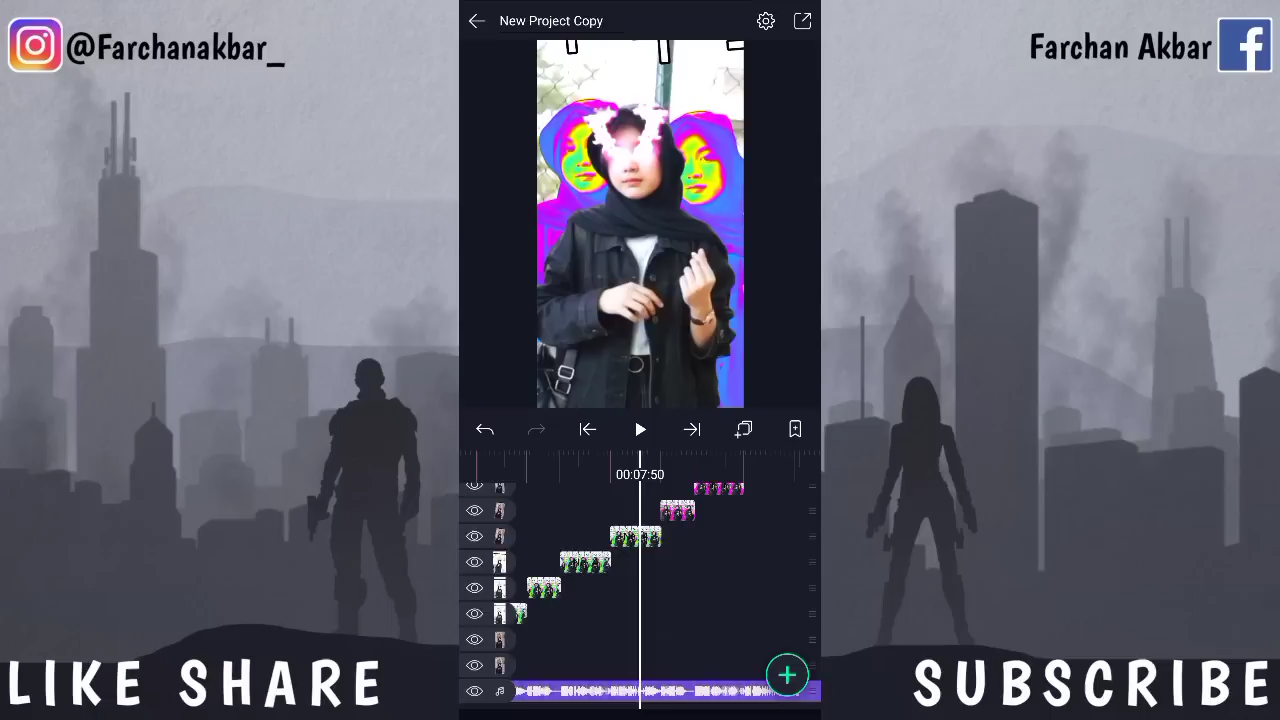 @Farchanakbar_
New Project Copy
Farchan Akbar
00:07:50
LIKE SHARE
SUBSCRIBE